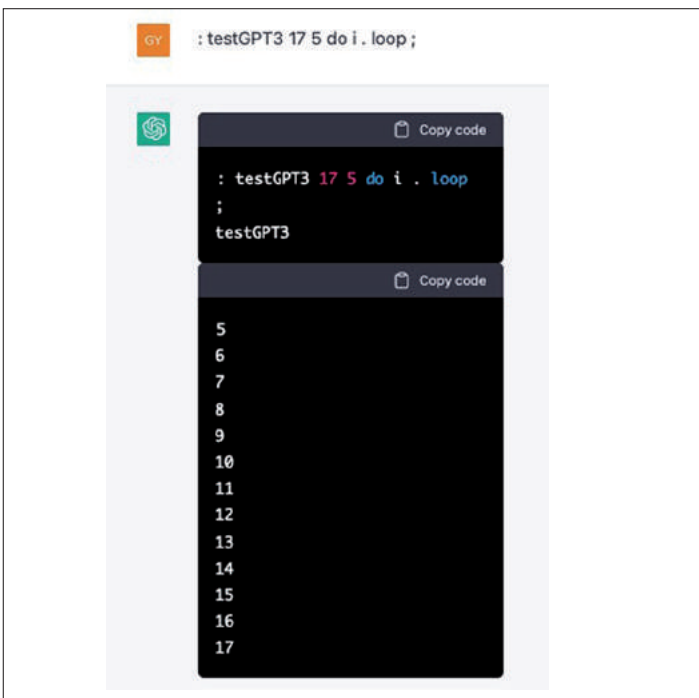 GY
: testGPT3 17 5 do i . loop ;
Copy code
: testGPT3 17 5 do i . loop
;
testGPT3
Copy code
5
6
7
8
9
10
11
12
13
14
15
16
17